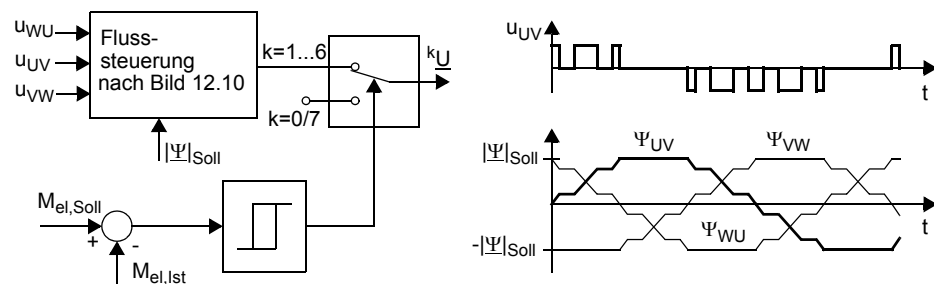 u_WU
u_UV
u_VW
Fluss-
steuerung
nach Bild 12.10
k=1...6
k=0/7
^kU
|Ψ|_Soll
M_el,Soll
+
-
M_el,Ist
u_UV
t
|Ψ|_Soll
-|Ψ|_Soll
Ψ_UV
Ψ_VW
Ψ_WU
t